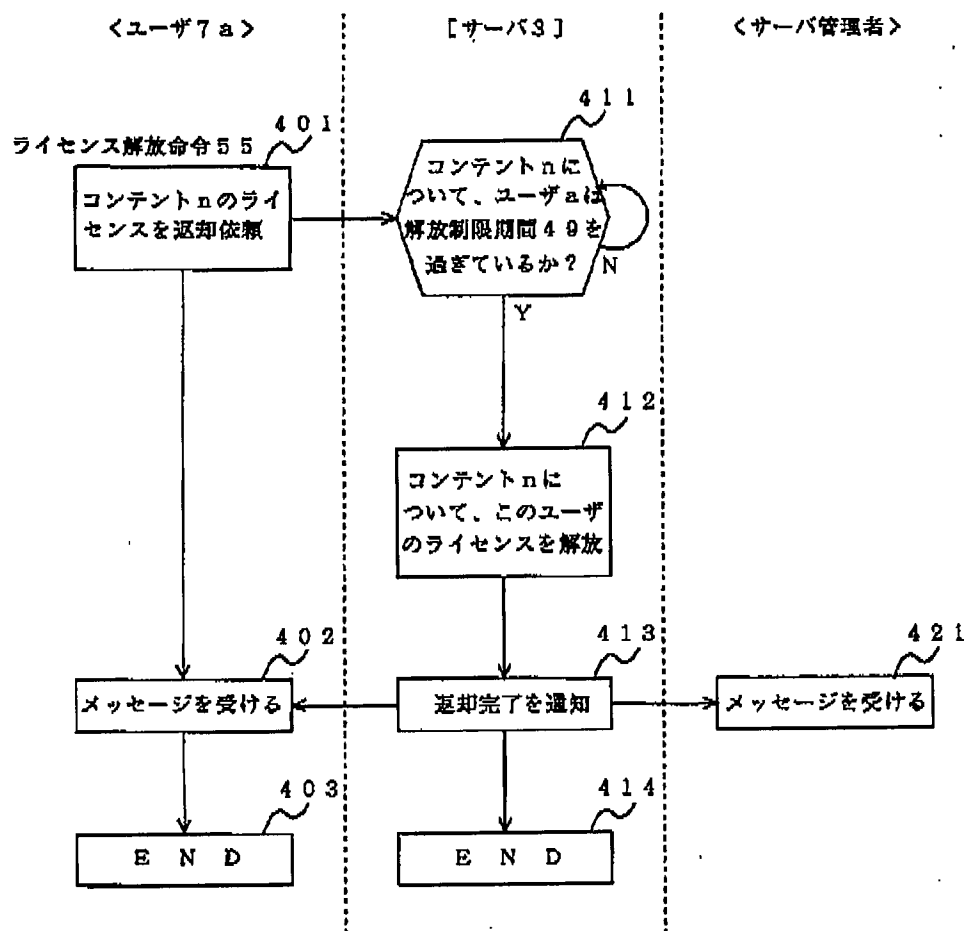 <ユーザ7a>
[サーバ3]
<サーバ管理者>
411
401
ライセンス解放命令55
コンテントnのライ
センスを返却依頼
コンテントnに
ついて、ユーザaは
解放制限期間49を
過ぎているか?
N
Y
412
コンテントnに
ついて、このユーザ
のライセンスを解放
402
メッセージを受ける
413
返却完了を通知
421
メッセージを受ける
403
END
414
END